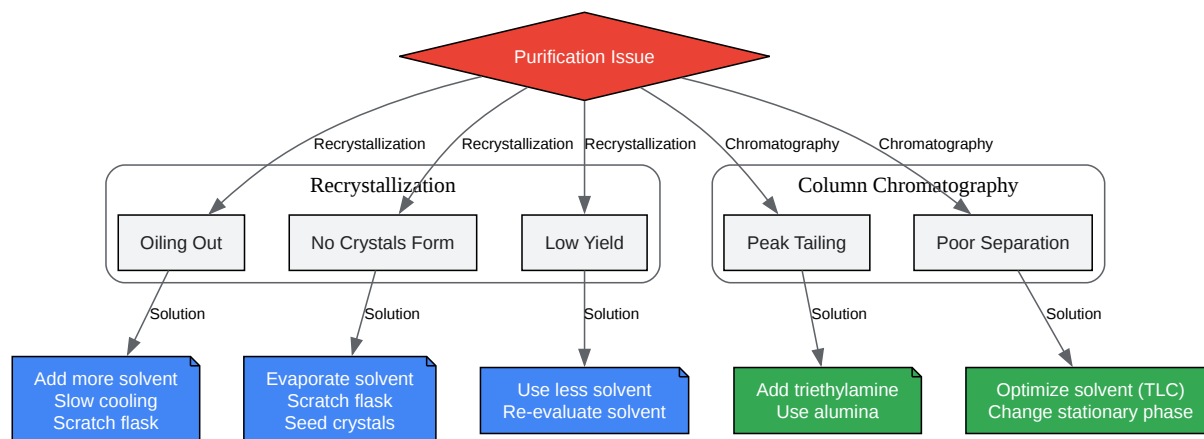 Purification Issue
Recrystallization
Recrystallization
Recrystallization
Chromatography
Chromatography
Recrystallization
Column Chromatography
Oiling Out
No Crystals Form
Low Yield
Peak Tailing
Poor Separation
Solution
Solution
Solution
Solution
Solution
Add more solvent
Slow cooling
Scratch flask
Evaporate solvent
Scratch flask
Seed crystals
Use less solvent
Re-evaluate solvent
Add triethylamine
Use alumina
Optimize solvent (TLC)
Change stationary phase